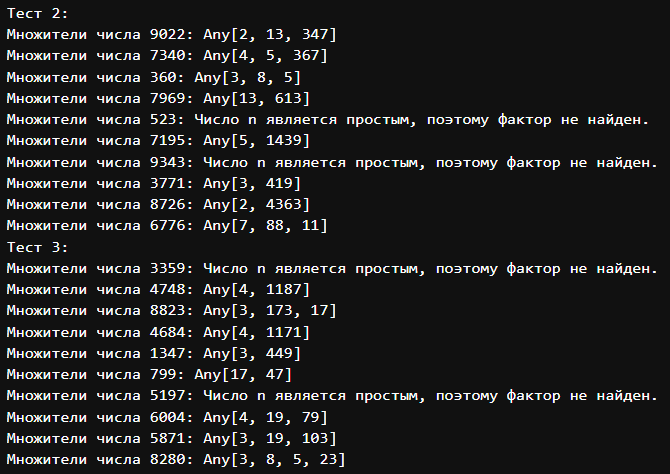 Тест 2:
Множители числа 9022: Any[2, 13, 347]
Множители числа 7340: Any[4, 5, 367]
Множители числа 360: Any[3, 8, 5]
Множители числа 7969: Any[13, 613]
Множители числа 523: Число n является простым, поэтому фактор не найден.
Множители числа 7195: Any[5, 1439]
Множители числа 9343: Число n является простым, поэтому фактор не найден.
Множители числа 3771: Any[3, 419]
Множители числа 8726: Any[2, 4363]
Множители числа 6776: Any[7, 88, 11]
Тест 3:
Множители числа 3359: Число n является простым, поэтому фактор не найден.
Множители числа 4748: Any[4, 1187]
Множители числа 8823: Any[3, 173, 17]
Множители числа 4684: Any[4, 1171]
Множители числа 1347: Any[3, 449]
Множители числа 799: Any[17, 47]
Множители числа 5197: Число n является простым, поэтому фактор не найден.
Множители числа 6004: Any[4, 19, 79]
Множители числа 5871: Any[3, 19, 103]
Множители числа 8280: Any[3, 8, 5, 23]